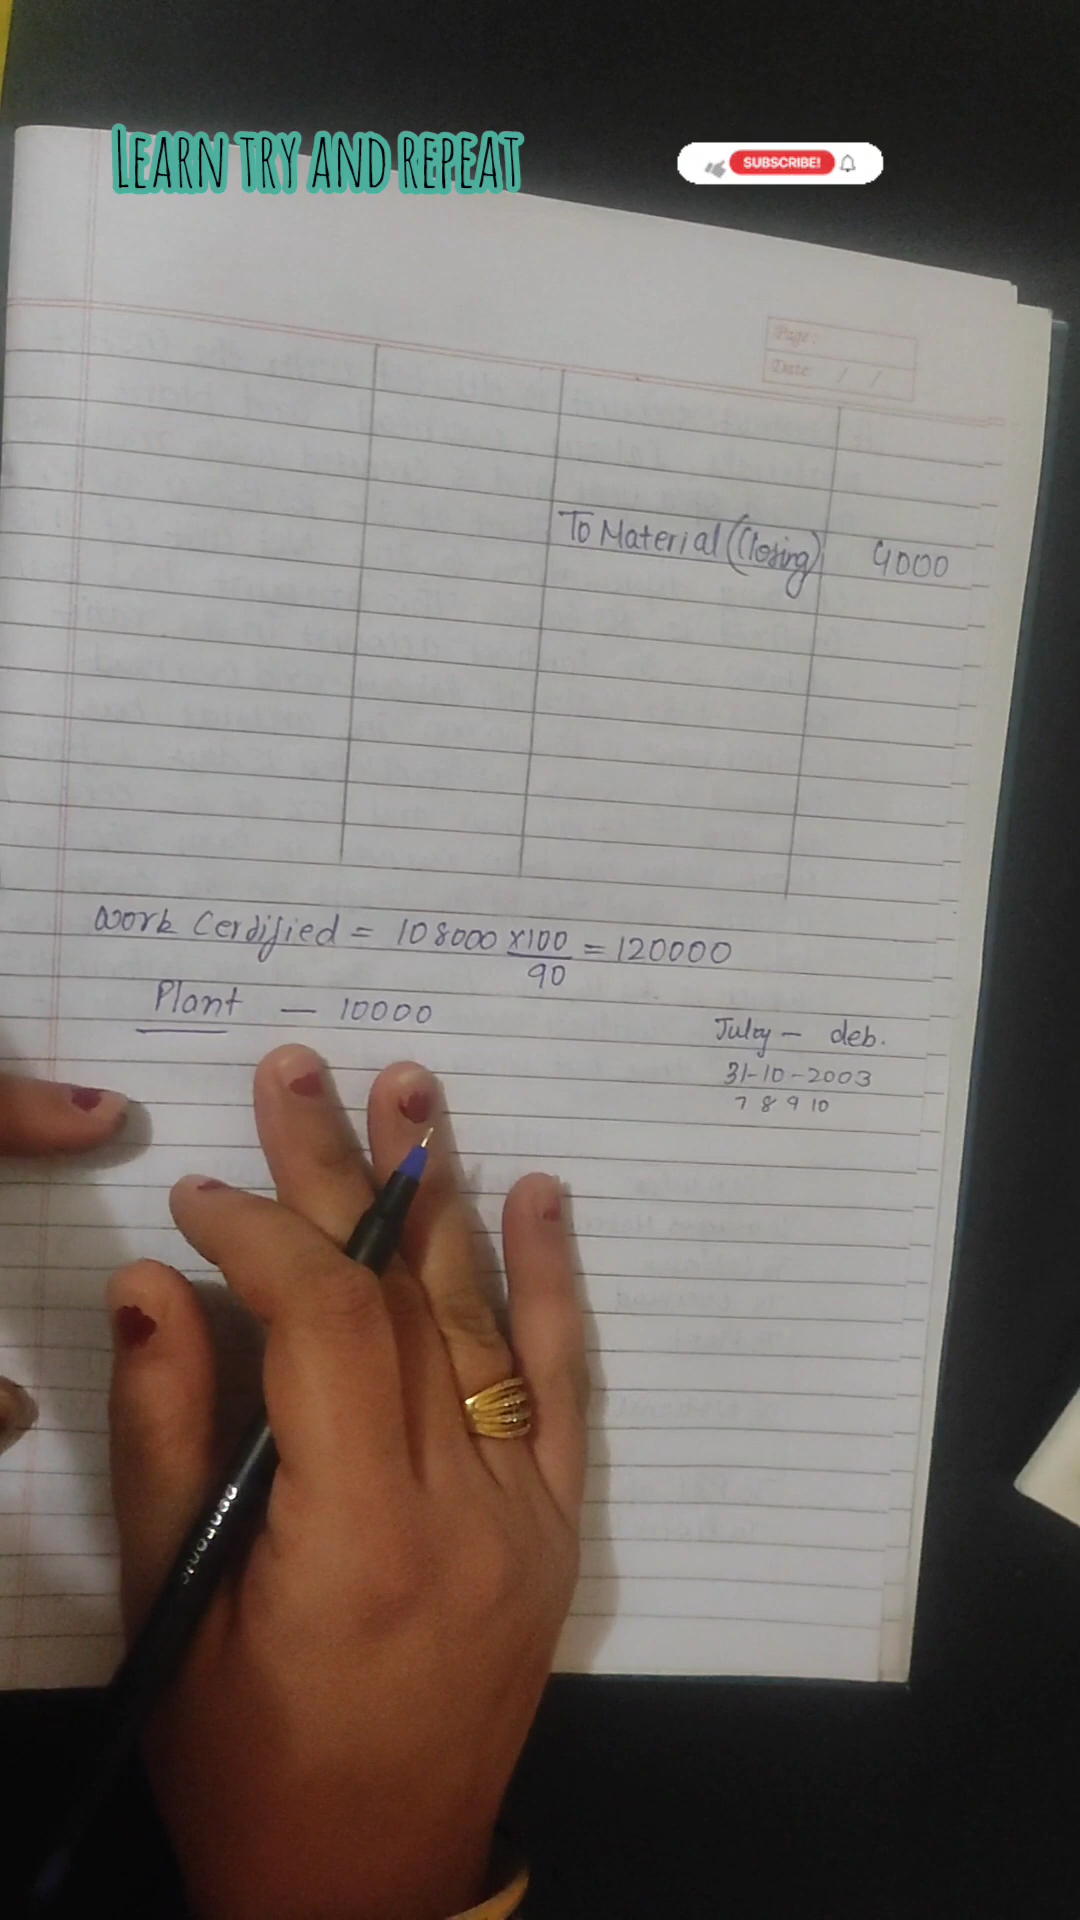 LEARN TRY AND REPEAT
SUBSCRIBE!
Page:
Date / /
To Material (Closing) 4000
Work Cerdified = 108000 x100 = 120000
90
Plant — 10000
July - deb.
31-10-2003
7 8 9 10